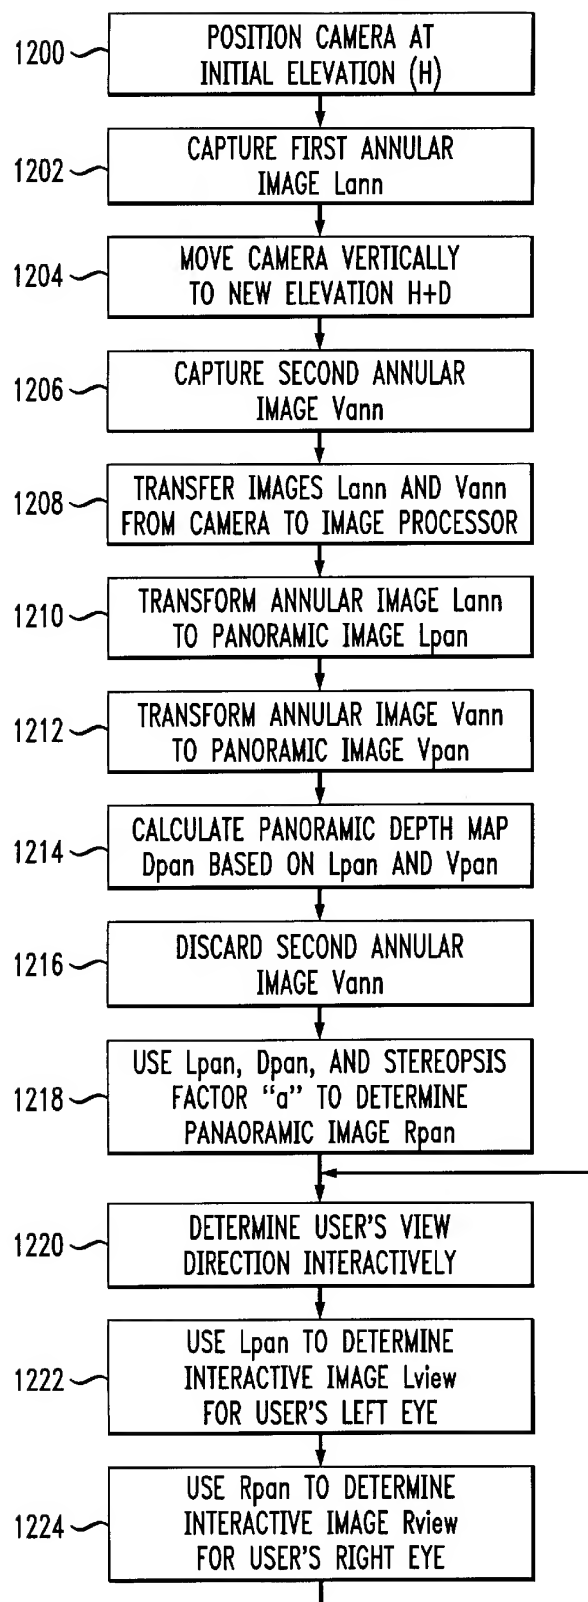 1200
POSITION CAMERA AT
INITIAL ELEVATION (H)
1202
CAPTURE FIRST ANNULAR
IMAGE Lann
1204
MOVE CAMERA VERTICALLY
TO NEW ELEVATION H+D
1206
CAPTURE SECOND ANNULAR
IMAGE Vann
1208
TRANSFER IMAGES Lann AND Vann
FROM CAMERA TO IMAGE PROCESSOR
1210
TRANSFORM ANNULAR IMAGE Lann
TO PANORAMIC IMAGE Lpan
1212
TRANSFORM ANNULAR IMAGE Vann
TO PANORAMIC IMAGE Vpan
1214
CALCULATE PANORAMIC DEPTH MAP
Dpan BASED ON Lpan AND Vpan
1216
DISCARD SECOND ANNULAR
IMAGE Vann
1218
USE Lpan, Dpan, AND STEREOPSIS
FACTOR “a” TO DETERMINE
PANAORAMIC IMAGE Rpan
1220
DETERMINE USER'S VIEW
DIRECTION INTERACTIVELY
1222
USE Lpan TO DETERMINE
INTERACTIVE IMAGE Lview
FOR USER'S LEFT EYE
1224
USE Rpan TO DETERMINE
INTERACTIVE IMAGE Rview
FOR USER'S RIGHT EYE